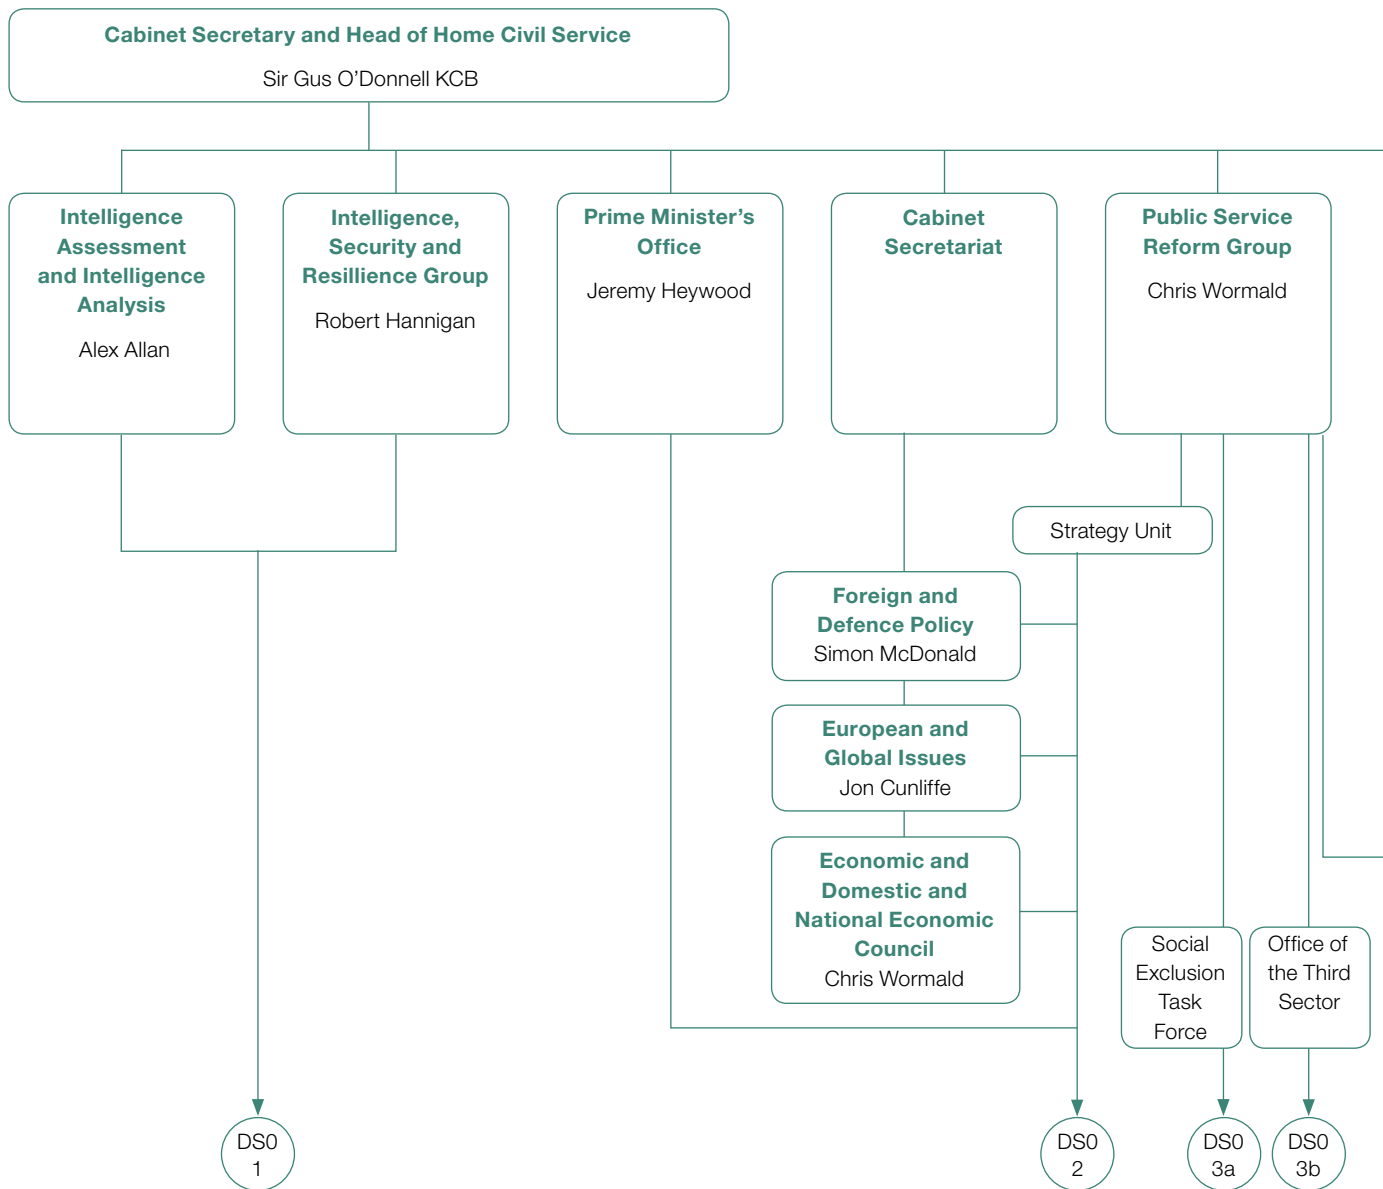 Cabinet Secretary and Head of Home Civil Service
Sir Gus O’Donnell KCB
Intelligence
Assessment
and Intelligence
Analysis
Alex Allan
Intelligence,
Security and
Resillience Group
Robert Hannigan
Prime Minister’s
Office
Jeremy Heywood
Cabinet
Secretariat
Public Service
Reform Group
Chris Wormald
Strategy Unit
Foreign and
Defence Policy
Simon McDonald
European and
Global Issues
Jon Cunliffe
Economic and
Domestic and
National Economic
Council
Chris Wormald
Social
Exclusion
Task
Force
Office of
the Third
Sector
DS0
1
DS0
2
DS0
3a
DS0
3b